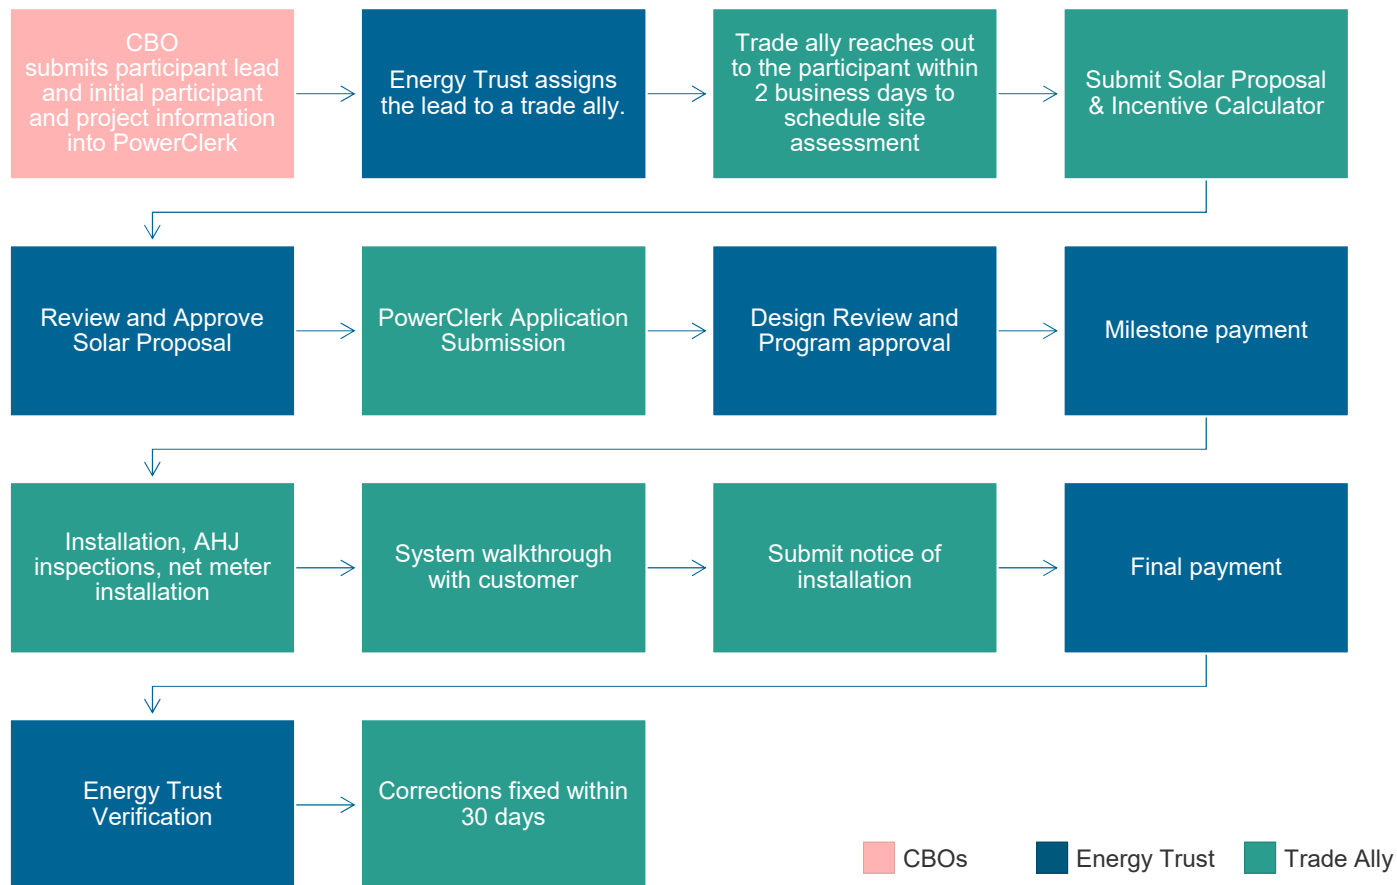 CBO
submits participant lead
and initial participant
and project information
into PowerClerk
Energy Trust assigns
the lead to a trade ally.
Trade ally reaches out
to the participant within
2 business days to
schedule site
assessment
Submit Solar Proposal
& Incentive Calculator
Review and Approve
Solar Proposal
PowerClerk Application
Submission
Design Review and
Program approval
Milestone payment
Installation, AHJ
inspections, net meter
installation
System walkthrough
with customer
Submit notice of
installation
Final payment
Energy Trust
Verification
Corrections fixed within
30 days
CBOs
Energy Trust
Trade Ally